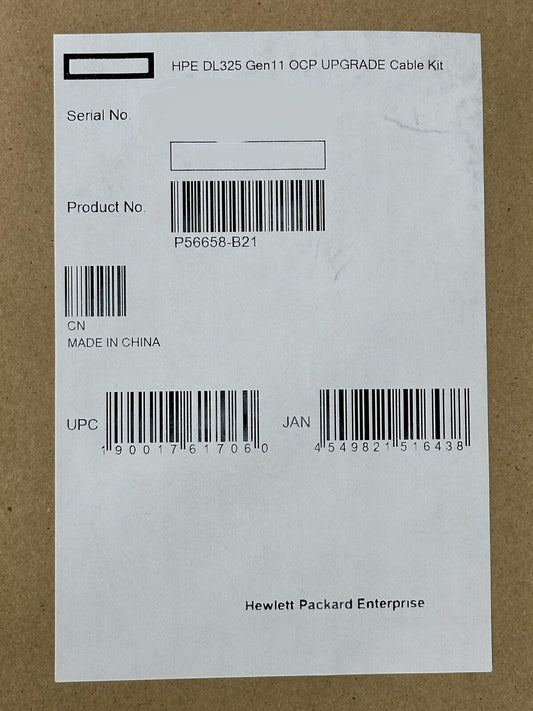 HPE DL325 Gen11 OCP UPGRADE Cable Kit
Serial No.
Product No.
P56658-B21
CN
MADE IN CHINA
UPC 190017617060
JAN 4549821516438
Hewlett Packard Enterprise